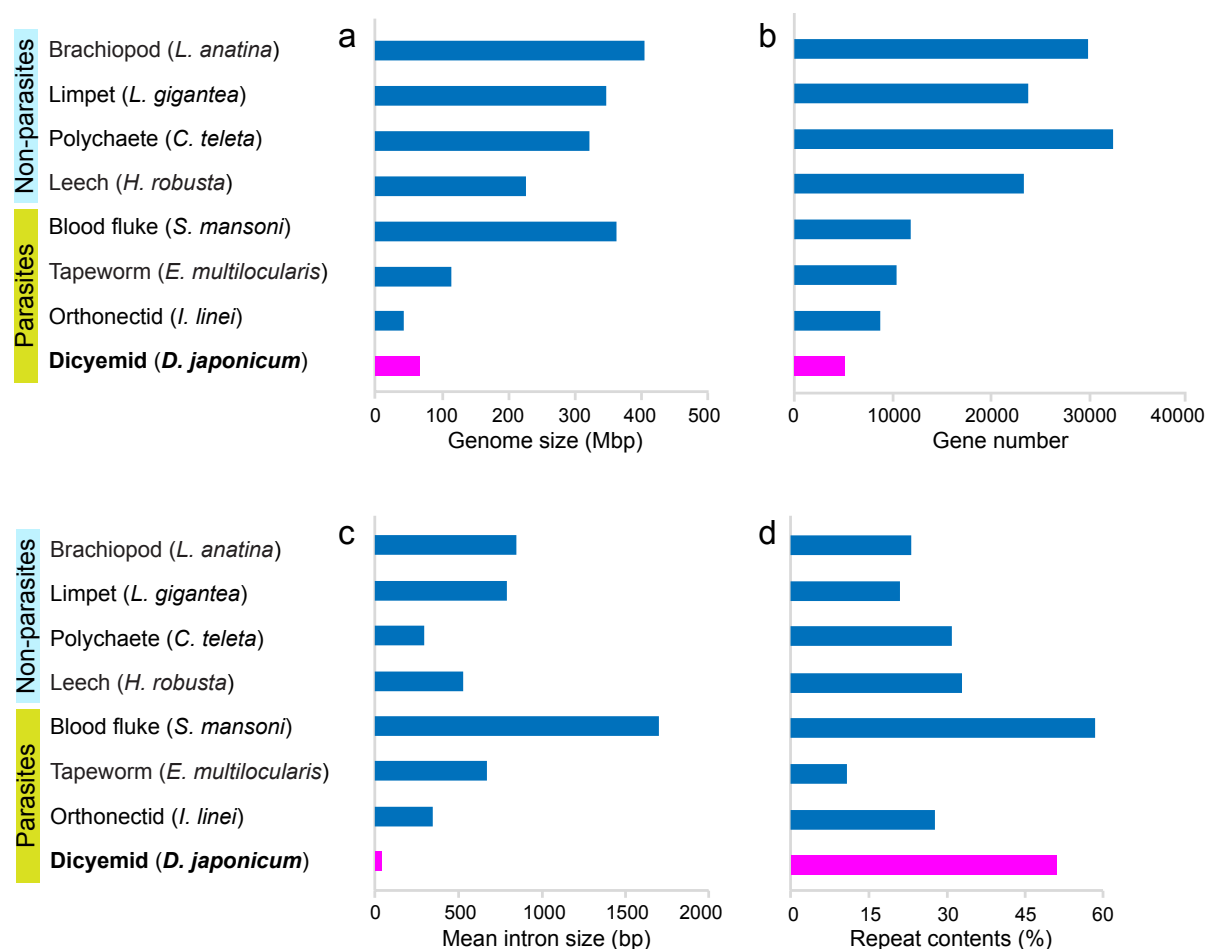 a
b
Non-parasites
Parasites
Brachiopod (L. anatina)
Limpet (L. gigantea)
Polychaete (C. teleta)
Leech (H. robusta)
Blood fluke (S. mansoni)
Tapeworm (E. multilocularis)
Orthonectid (I. linei)
Dicyemid (D. japonicum)
0 100 200 300 400 500
Genome size (Mbp)
0 10000 20000 30000 40000
Gene number
c
d
Non-parasites
Parasites
Brachiopod (L. anatina)
Limpet (L. gigantea)
Polychaete (C. teleta)
Leech (H. robusta)
Blood fluke (S. mansoni)
Tapeworm (E. multilocularis)
Orthonectid (I. linei)
Dicyemid (D. japonicum)
0 500 1000 1500 2000
Mean intron size (bp)
0 15 30 45 60
Repeat contents (%)